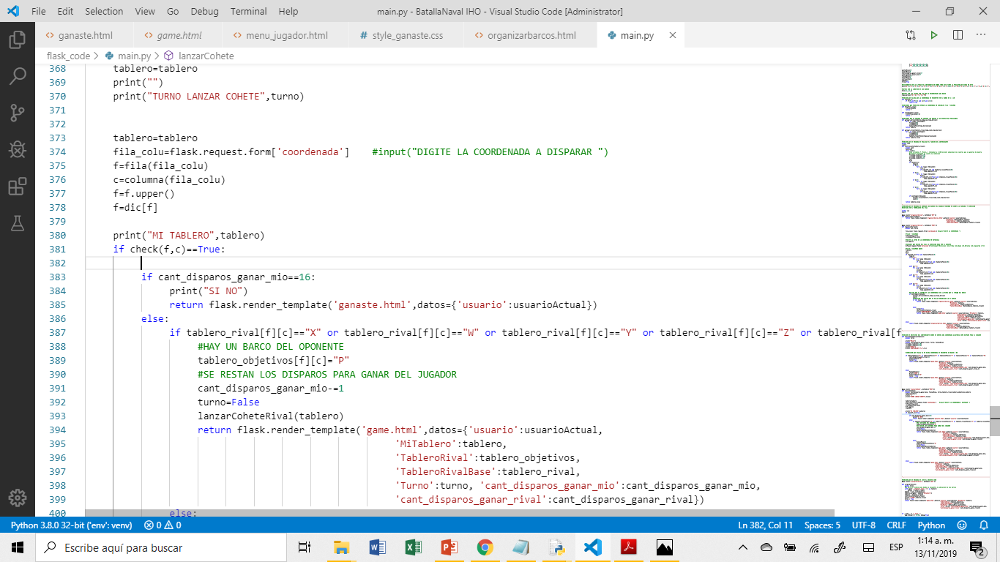 File Edit Selection View Go Debug Terminal Help main.py - BatallaNaval IHO - Visual Studio Code [Administrator]
<> ganaste.html <> game.html <> menu_jugador.html # style_ganaste.css <> organizarbarcos.html main.py
flask_code > main.py > lanzarCohete
368 tablero=tablero
369 print("")
370 print("TURNO LANZAR COHETE",turno)
371
372
373 tablero=tablero
374 fila_colu=flask.request.form['coordenada'] #input("DIGITE LA COORDENADA A DISPARAR ")
375 f=fila(fila_colu)
376 c=columna(fila_colu)
377 f=f.upper()
378 f=dic[f]
379
380 print("MI TABLERO",tablero)
381 if check(f,c)==True:
382
383 if cant_disparos_ganar_mio==16:
384 print("SI NO")
385 return flask.render_template('ganaste.html',datos={'usuario':usuarioActual})
386 else:
387 if tablero_rival[f][c]=="X" or tablero_rival[f][c]=="W" or tablero_rival[f][c]=="Y" or tablero_rival[f][c]=="Z" or tablero_rival[f
388 #HAY UN BARCO DEL OPONENTE
389 tablero_objetivos[f][c]="P"
390 #SE RESTAN LOS DISPAROS PARA GANAR DEL JUGADOR
391 cant_disparos_ganar_mio-=1
392 turno=False
393 lanzarCoheteRival(tablero)
394 return flask.render_template('game.html',datos={'usuario':usuarioActual,
395 'MiTablero':tablero,
396 'TableroRival':tablero_objetivos,
397 'TableroRivalBase':tablero_rival,
398 'Turno':turno, 'cant_disparos_ganar_mio':cant_disparos_ganar_mio,
399 'cant_disparos_ganar_rival':cant_disparos_ganar_rival})
400 else:
Python 3.8.0 32-bit ('env': venv) 0 0 Ln 382, Col 11 Spaces: 5 UTF-8 CRLF Python
Escribe aquí para buscar
ESP
1:14 a. m.
13/11/2019
2